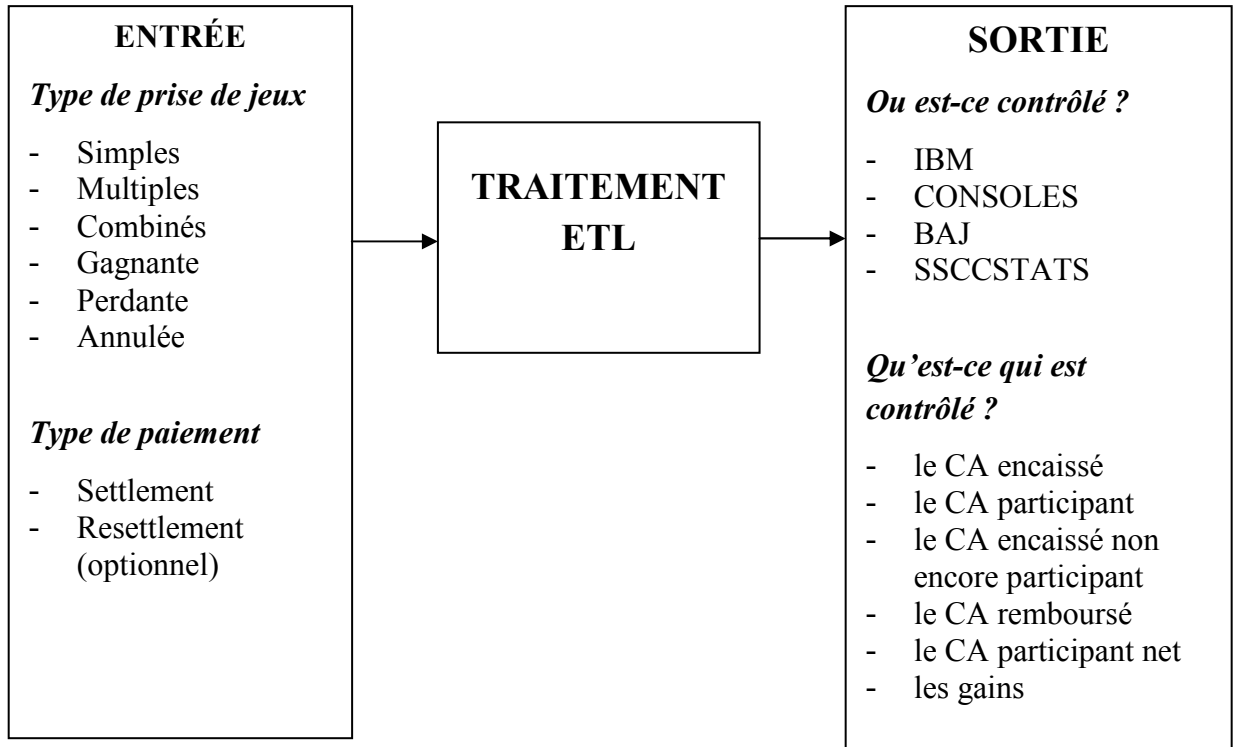 ENTRÉE
Type de prise de jeux
- Simples
- Multiples
- Combinés
- Gagnante
- Perdante
- Annulée
Type de paiement
- Settlement
- Resettlement
(optionnel)
TRAITEMENT
ETL
SORTIE
Ou est-ce contrôlé ?
- IBM
- CONSOLES
- BAJ
- SSCCSTATS
Qu’est-ce qui est
contrôlé ?
- le CA encaissé
- le CA participant
- le CA encaissé non
encore participant
- le CA remboursé
- le CA participant net
- les gains